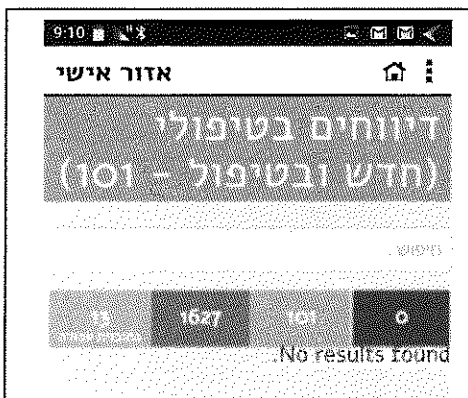 9:10
אזור אישי
דיווחים בטיפולי
(חדש ובטיפול - 101)
חיפוש
0
101
1627
13
.No results found